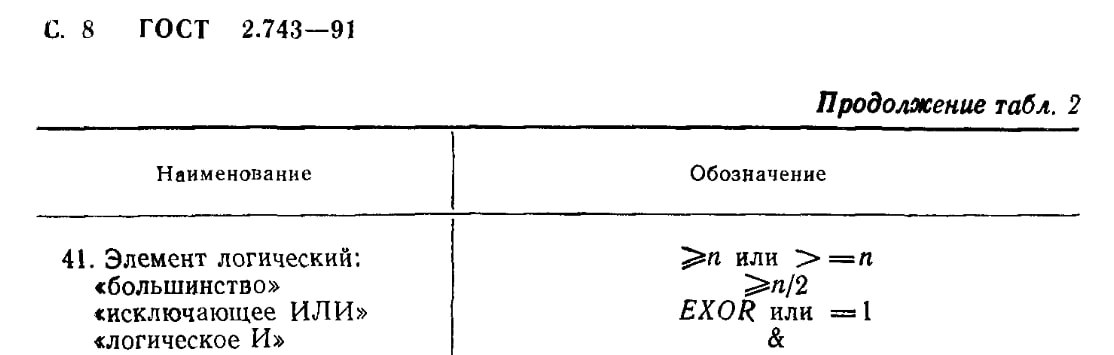 С. 8 ГОСТ 2.743—91
Продолжение табл. 2
Наименование Обозначение
41. Элемент логический: ⩾n или >=n
«большинство» ⩾n/2
«исключающее ИЛИ» EXOR или =1
«логическое И» &